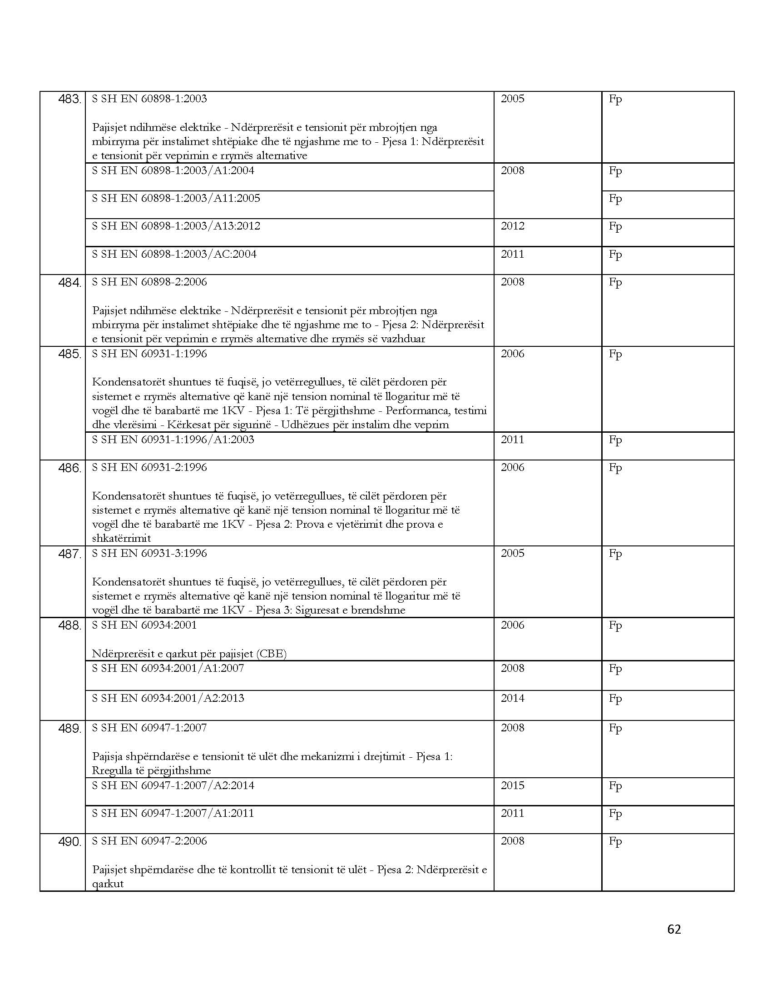 483. S SH EN 60898-1:2003 2005 Fp
Pajisjet ndihmëse elektrike - Ndërprerësit e tensionit për mbrojtjen nga
mbirryma për instalimet shtëpiake dhe të ngjashme me to - Pjesa 1: Ndërprerësit
e tensionit për veprimin e rrymës alternative
S SH EN 60898-1:2003/A1:2004 2008 Fp
S SH EN 60898-1:2003/A11:2005 Fp
S SH EN 60898-1:2003/A13:2012 2012 Fp
S SH EN 60898-1:2003/AC:2004 2011 Fp
484. S SH EN 60898-2:2006 2008 Fp
Pajisjet ndihmëse elektrike - Ndërprerësit e tensionit për mbrojtjen nga
mbirryma për instalimet shtëpiake dhe të ngjashme me to - Pjesa 2: Ndërprerësit
e tensionit për veprimin e rrymës alternative dhe rrymës së vazhduar
485. S SH EN 60931-1:1996 2006 Fp
Kondensatorët shuntues të fuqisë, jo vetërregullues, të cilët përdoren për
sistemet e rrymës alternative që kanë një tension nominal të llogaritur më të
vogël dhe të barabartë me 1KV - Pjesa 1: Të përgjithshme - Performanca, testimi
dhe vlerësimi - Kërkesat për sigurinë - Udhëzues për instalim dhe veprim
S SH EN 60931-1:1996/A1:2003 2011 Fp
486. S SH EN 60931-2:1996 2006 Fp
Kondensatorët shuntues të fuqisë, jo vetërregullues, të cilët përdoren për
sistemet e rrymës alternative që kanë një tension nominal të llogaritur më të
vogël dhe të barabartë me 1KV - Pjesa 2: Prova e vjetërimit dhe prova e
shkatërrimit
487. S SH EN 60931-3:1996 2005 Fp
Kondensatorët shuntues të fuqisë, jo vetërregullues, të cilët përdoren për
sistemet e rrymës alternative që kanë një tension nominal të llogaritur më të
vogël dhe të barabartë me 1KV - Pjesa 3: Siguresat e brendshme
488. S SH EN 60934:2001 2006 Fp
Ndërprerësit e qarkut për pajisjet (CBE)
S SH EN 60934:2001/A1:2007 2008 Fp
S SH EN 60934:2001/A2:2013 2014 Fp
489. S SH EN 60947-1:2007 2008 Fp
Pajisja shpërndarëse e tensionit të ulët dhe mekanizmi i drejtimit - Pjesa 1:
Rregulla të përgjithshme
S SH EN 60947-1:2007/A2:2014 2015 Fp
S SH EN 60947-1:2007/A1:2011 2011 Fp
490. S SH EN 60947-2:2006 2008 Fp
Pajisjet shpërndarëse dhe të kontrollit të tensionit të ulët - Pjesa 2: Ndërprerësit e
qarkut
62